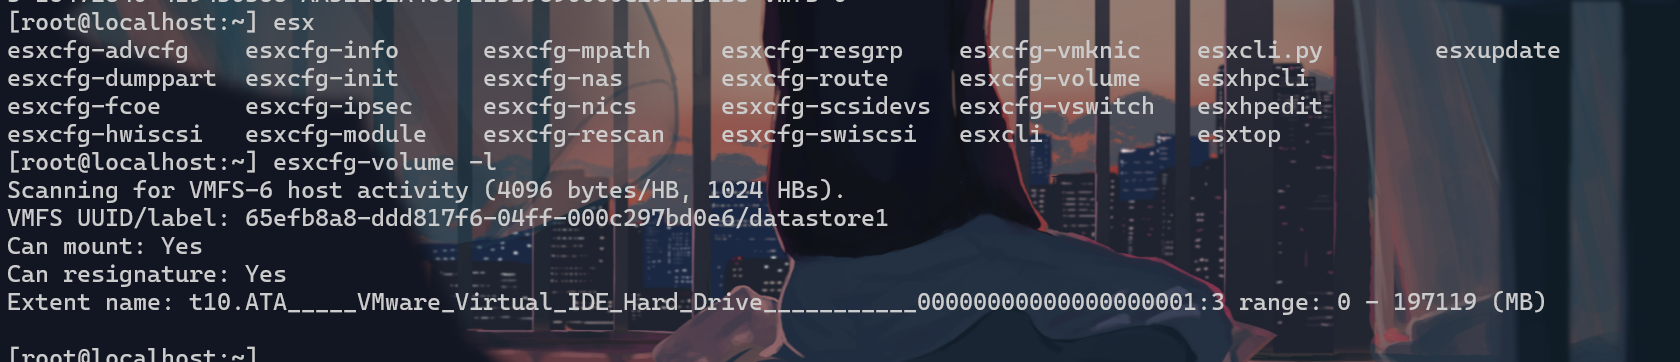 [root@localhost:~] esx
esxcfg-advcfg esxcfg-info esxcfg-mpath esxcfg-resgrp esxcfg-vmknic esxcli.py esxupdate
esxcfg-dumppart esxcfg-init esxcfg-nas esxcfg-route esxcfg-volume esxhpcli
esxcfg-fcoe esxcfg-ipsec esxcfg-nics esxcfg-scsidevs esxcfg-vswitch esxhpedit
esxcfg-hwiscsi esxcfg-module esxcfg-rescan esxcfg-swiscsi esxcli esxtop
[root@localhost:~] esxcfg-volume -l
Scanning for VMFS-6 host activity (4096 bytes/HB, 1024 HBs).
VMFS UUID/label: 65efb8a8-ddd817f6-04ff-000c297bd0e6/datastore1
Can mount: Yes
Can resignature: Yes
Extent name: t10.ATA_____VMware_Virtual_IDE_Hard_Drive___________00000000000000000001:3 range: 0 - 197119 (MB)
[root@localhost:~]